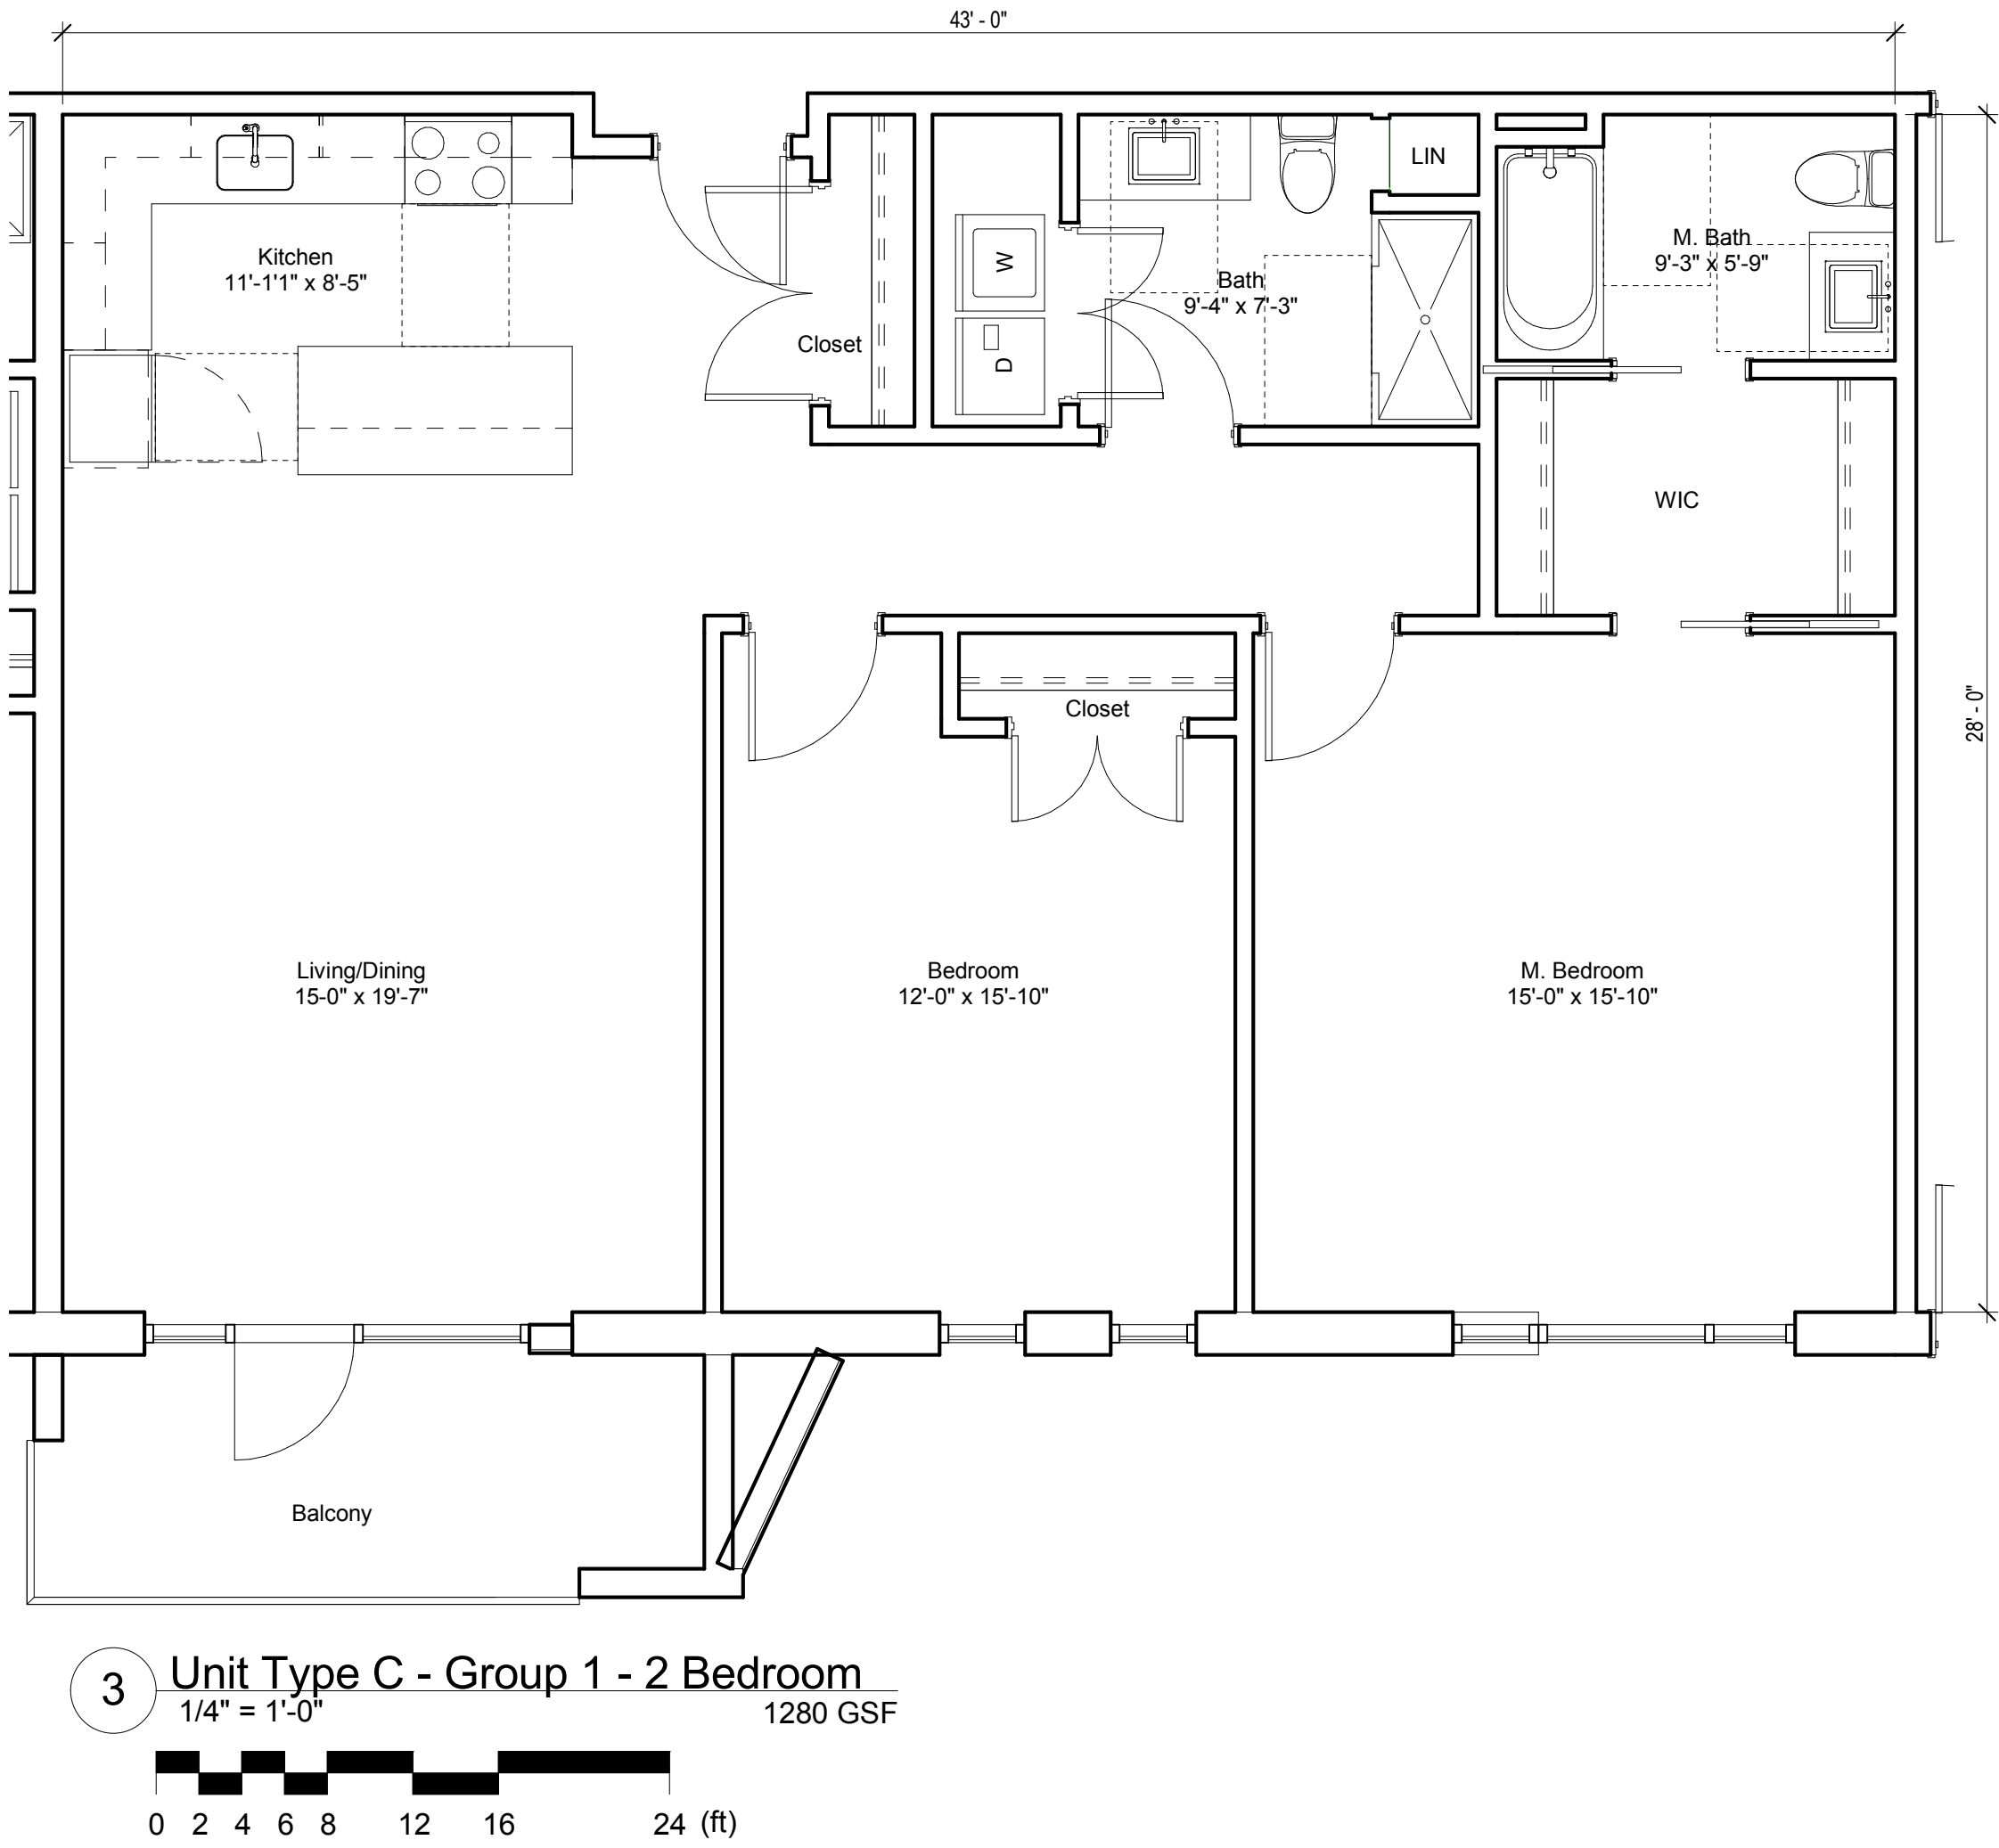 43' - 0"
LIN
Kitchen
11'-1'1" x 8'-5"
W
M. Bath
9'-3" x 5'-9"
Bath
9'-4" x 7'-3"
Closet
D
WIC
Closet
28' - 0"
Living/Dining
15-0" x 19'-7"
Bedroom
12'-0" x 15'-10"
M. Bedroom
15'-0" x 15'-10"
Balcony
3
Unit Type C - Group 1 - 2 Bedroom
1/4" = 1'-0"
1280 GSF
0 2 4 6 8 12 16 24 (ft)